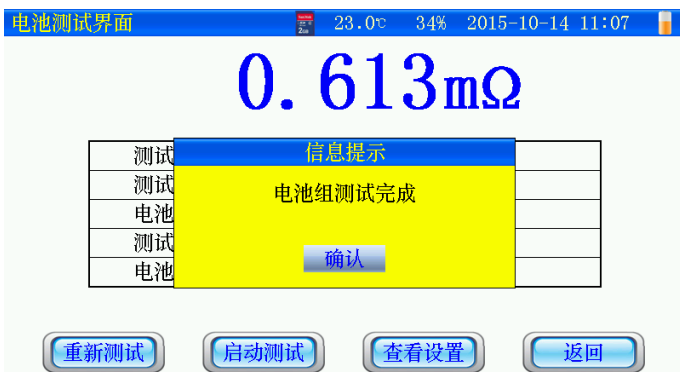 电池测试界面 23.0℃ 34% 2015-10-14 11:07
0.613mΩ
测试
信息提示
测试
电池组测试完成
电池
测试
确认
电池
重新测试 启动测试 查看设置 返回